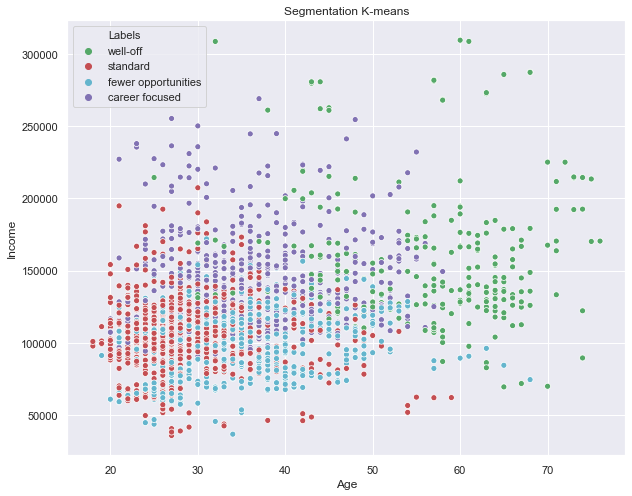 Segmentation K-means
Labels
well-off
standard
fewer opportunities
career focused
300000
250000
200000
150000
100000
50000
Income
20 30 40 50 60 70
Age